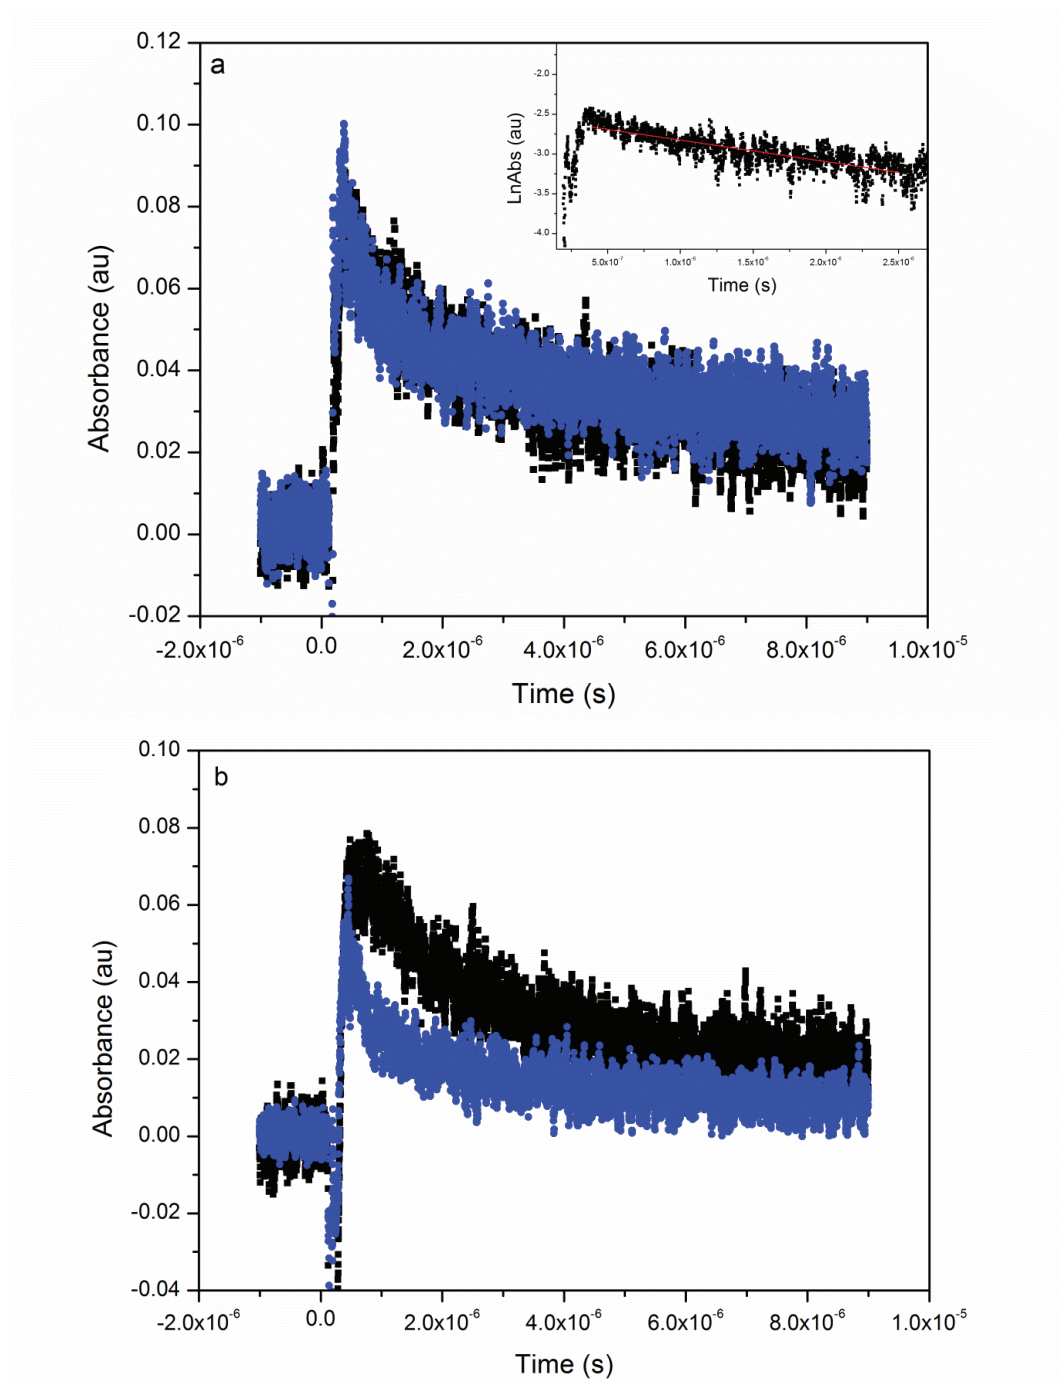 a
0.12
0.10
0.08
0.06
0.04
0.02
0.00
-0.02
Absorbance (au)
-2.0x10⁻⁶ 0.0 2.0x10⁻⁶ 4.0x10⁻⁶ 6.0x10⁻⁶ 8.0x10⁻⁶ 1.0x10⁻⁵
Time (s)
-2.0
-2.5
-3.0
-3.5
-4.0
LnAbs (au)
5.0x10⁻⁷ 1.0x10⁻⁶ 1.5x10⁻⁶ 2.0x10⁻⁶ 2.5x10⁻⁶
Time (s)
b
0.10
0.08
0.06
0.04
0.02
0.00
-0.02
-0.04
Absorbance (au)
-2.0x10⁻⁶ 0.0 2.0x10⁻⁶ 4.0x10⁻⁶ 6.0x10⁻⁶ 8.0x10⁻⁶ 1.0x10⁻⁵
Time (s)